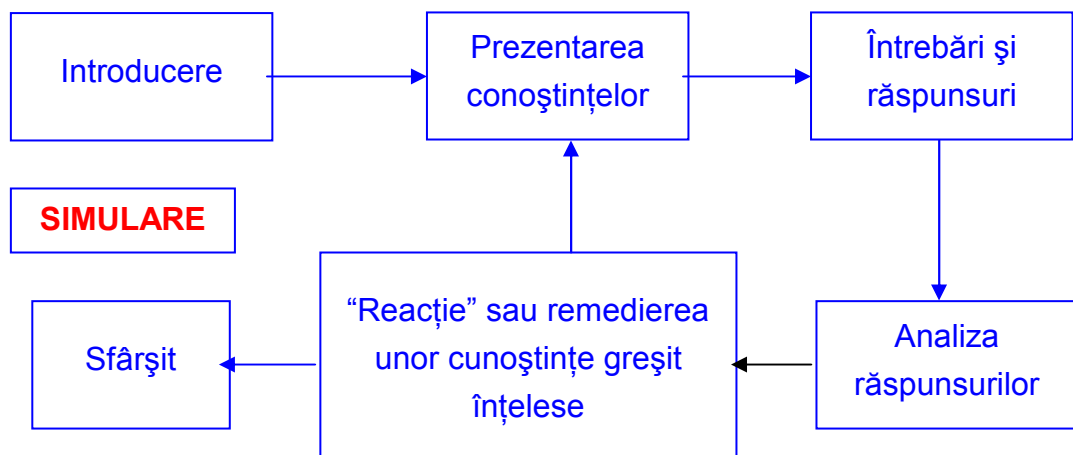 Introducere
Prezentarea
conoştinţelor
Întrebări şi
răspunsuri
SIMULARE
Sfârşit
“Reacţie” sau remedierea
unor cunoştinţe greşit
înţelese
Analiza
răspunsurilor